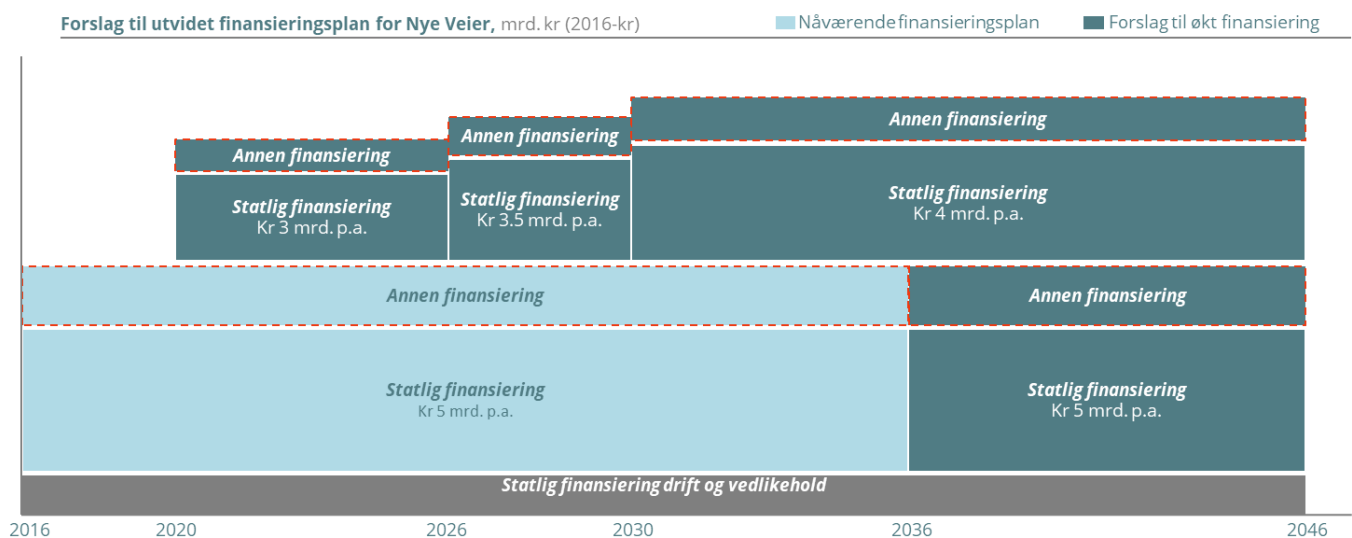 Forslag til utvidet finansieringsplan for Nye Veier, mrd. kr (2016-kr)
Nåværende finansieringsplan
Forslag til økt finansiering
Annen finansiering
Annen finansiering
Annen finansiering
Statlig finansiering
Kr 4 mrd. p.a.
Statlig finansiering
Kr 3.5 mrd. p.a.
Statlig finansiering
Kr 3 mrd. p.a.
Annen finansiering
Annen finansiering
Statlig finansiering
Kr 5 mrd. p.a.
Statlig finansiering
Kr 5 mrd. p.a.
Statlig finansiering drift og vedlikehold
2016 2020 2026 2030 2036 2046